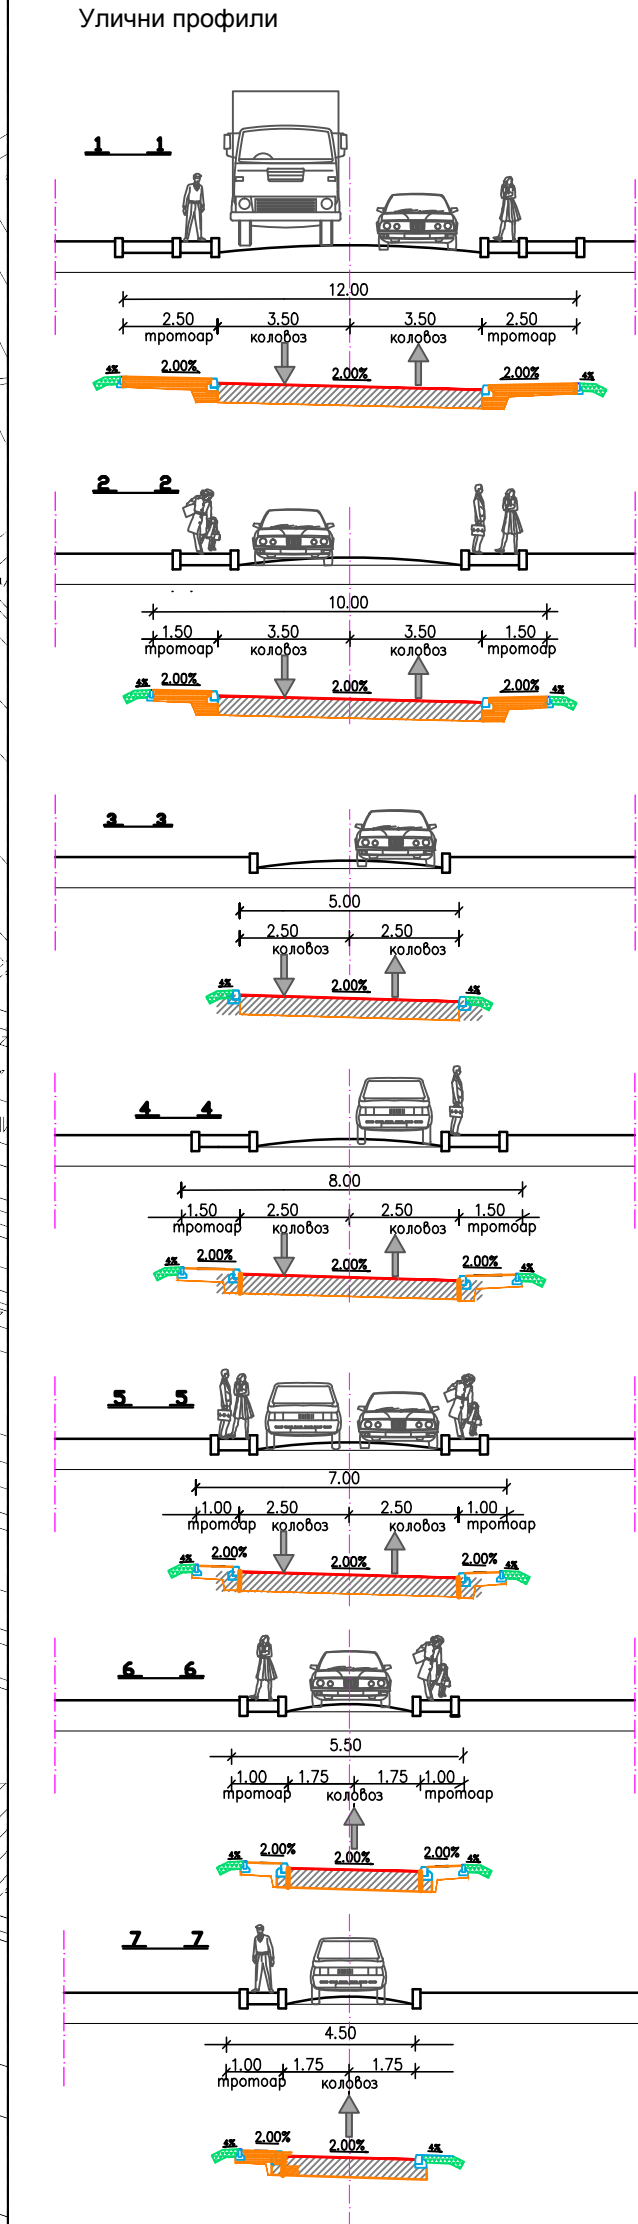 Улични профили
1 1
12.00
2.50 3.50 3.50 2.50
тротоар коловоз коловоз тротоар
4% 2.00% 2.00% 2.00% 4%
2 2
10.00
1.50 3.50 3.50 1.50
тротоар коловоз коловоз тротоар
4% 2.00% 2.00% 2.00% 4%
3 3
5.00
2.50 2.50
коловоз коловоз
4% 2.00% 4%
4 4
8.00
1.50 2.50 2.50 1.50
тротоар коловоз коловоз тротоар
4% 2.00% 2.00% 2.00% 4%
5 5
7.00
1.00 2.50 2.50 1.00
тротоар коловоз коловоз тротоар
4% 2.00% 2.00% 2.00% 4%
6 6
5.50
1.00 1.75 1.75 1.00
тротоар коловоз тротоар
4% 2.00% 2.00% 2.00% 4%
7 7
4.50
1.00 1.75 1.75
тротоар коловоз
4% 2.00% 2.00% 4%